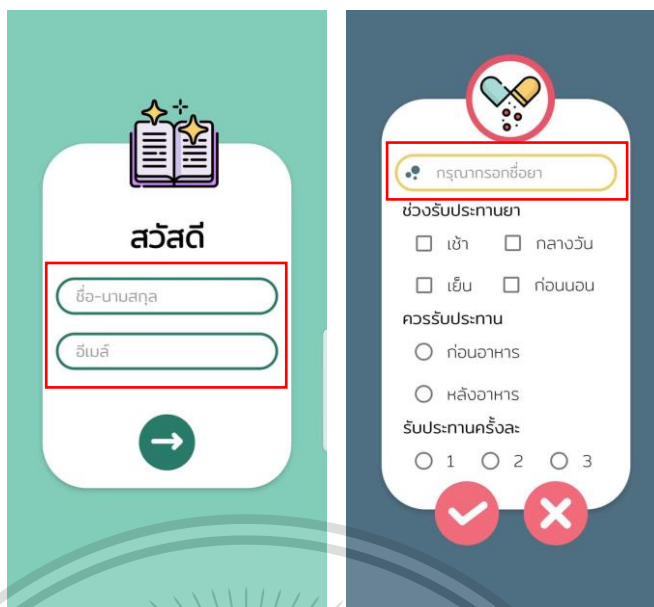 สวัสดี
ชื่อ-นามสกุล
อีเมล์
กรุณากรอกชื่อยา
ช่วงรับประทานยา
เช้า กลางวัน
เย็น ก่อนนอน
ควรรับประทาน
ก่อนอาหาร
หลังอาหาร
รับประทานครั้งละ
1 2 3